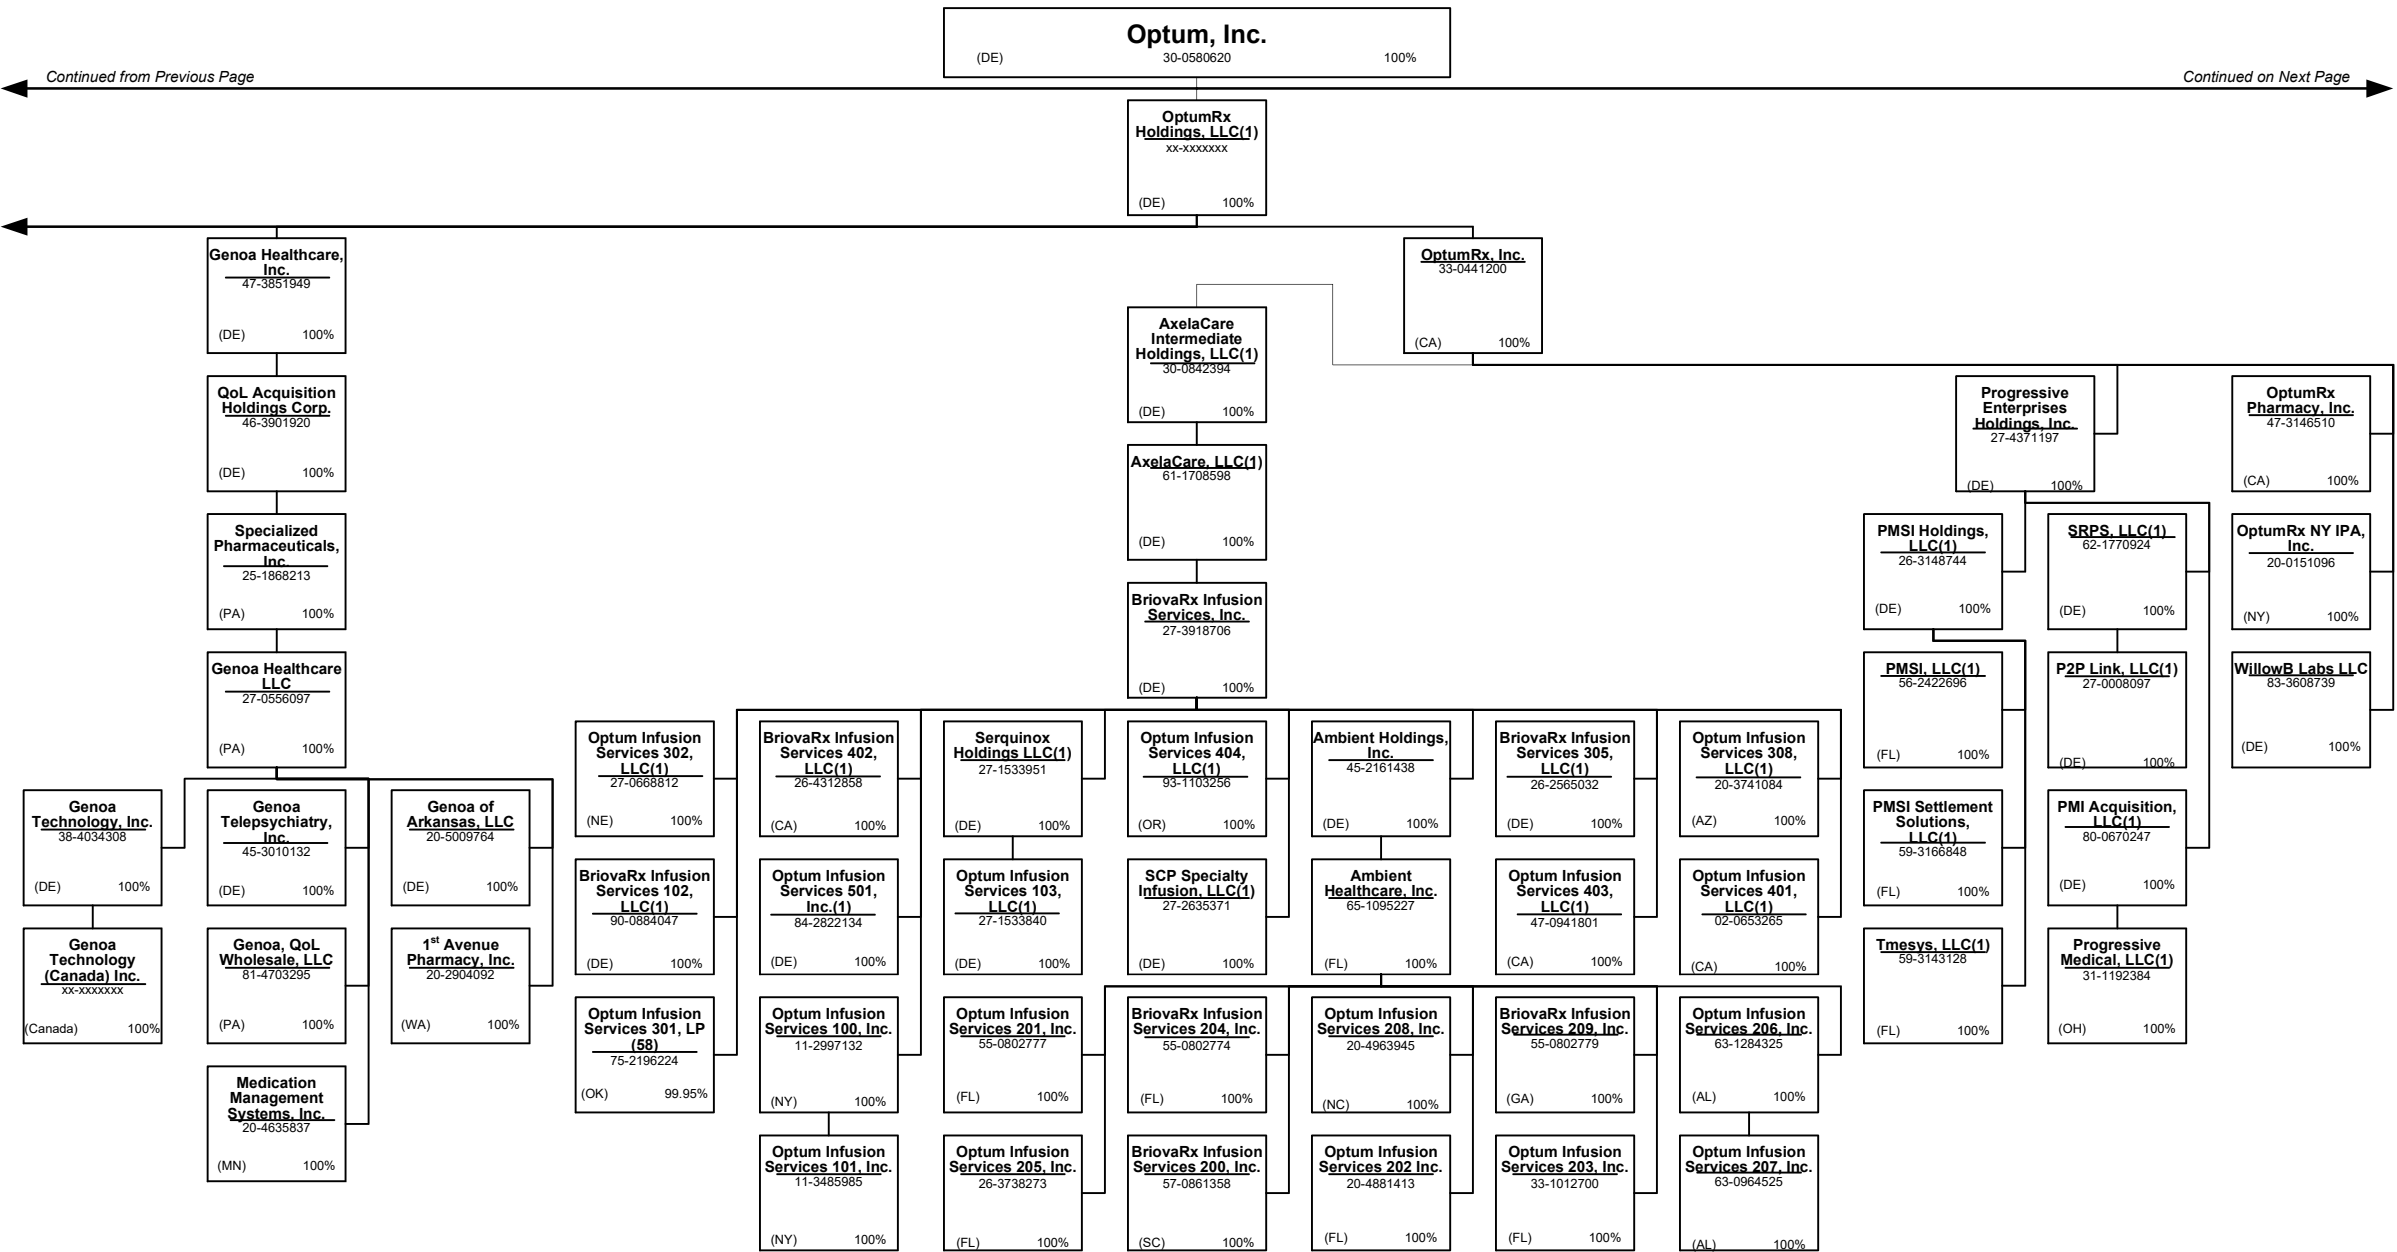 Optum, Inc.
(DE) 30-0580620 100%
Continued from Previous Page
Continued on Next Page
OptumRx
Holdings, LLC(1)
xx-xxxxxxx
(DE) 100%
Genoa Healthcare,
Inc.
47-3851949
(DE) 100%
OptumRx, Inc.
33-0441200
(CA) 100%
AxelaCare
Intermediate
Holdings, LLC(1)
30-0842394
(DE) 100%
QoL Acquisition
Holdings Corp.
46-3901920
(DE) 100%
Progressive
Enterprises
Holdings, Inc.
27-4371197
(DE) 100%
OptumRx
Pharmacy, Inc.
47-3146510
(CA) 100%
AxelaCare, LLC(1)
61-1708598
(DE) 100%
Specialized
Pharmaceuticals,
Inc.
25-1868213
(PA) 100%
PMSI Holdings,
LLC(1)
26-3148744
(DE) 100%
SRPS, LLC(1)
62-1770924
(DE) 100%
OptumRx NY IPA,
Inc.
20-0151096
(NY) 100%
BriovaRx Infusion
Services, Inc.
27-3918706
(DE) 100%
Genoa Healthcare
LLC
27-0556097
(PA) 100%
PMSI, LLC(1)
56-2422696
(FL) 100%
P2P Link, LLC(1)
27-0008097
(DE) 100%
WillowB Labs LLC
83-3608739
(DE) 100%
Optum Infusion
Services 302,
LLC(1)
27-0668812
(NE) 100%
BriovaRx Infusion
Services 402,
LLC(1)
26-4312858
(CA) 100%
Serquinox
Holdings LLC(1)
27-1533951
(DE) 100%
Optum Infusion
Services 404,
LLC(1)
93-1103256
(OR) 100%
Ambient Holdings,
Inc.
45-2161438
(DE) 100%
BriovaRx Infusion
Services 305,
LLC(1)
26-2565032
(DE) 100%
Optum Infusion
Services 308,
LLC(1)
20-3741084
(AZ) 100%
Genoa
Technology, Inc.
38-4034308
(DE) 100%
Genoa
Telepsychiatry,
Inc.
45-3010132
(DE) 100%
Genoa of
Arkansas, LLC
20-5009764
(DE) 100%
PMSI Settlement
Solutions,
LLC(1)
59-3166848
(FL) 100%
PMI Acquisition,
LLC(1)
80-0670247
(DE) 100%
BriovaRx Infusion
Services 102,
LLC(1)
90-0884047
(DE) 100%
Optum Infusion
Services 501,
Inc.(1)
84-2822134
(DE) 100%
Optum Infusion
Services 103,
LLC(1)
27-1533840
(DE) 100%
SCP Specialty
Infusion, LLC(1)
27-2635371
(DE) 100%
Ambient
Healthcare, Inc.
65-1095227
(FL) 100%
Optum Infusion
Services 403,
LLC(1)
47-0941801
(CA) 100%
Optum Infusion
Services 401,
LLC(1)
02-0653265
(CA) 100%
Genoa
Technology
(Canada) Inc.
xx-xxxxxxx
(Canada) 100%
Genoa, QoL
Wholesale, LLC
81-4703295
(PA) 100%
1st Avenue
Pharmacy, Inc.
20-2904092
(WA) 100%
Tmesys, LLC(1)
59-3143128
(FL) 100%
Progressive
Medical, LLC(1)
31-1192384
(OH) 100%
Optum Infusion
Services 301, LP
(58)
75-2196224
(OK) 99.95%
Optum Infusion
Services 100, Inc.
11-2997132
(NY) 100%
Optum Infusion
Services 201, Inc.
55-0802777
(FL) 100%
BriovaRx Infusion
Services 204, Inc.
55-0802774
(FL) 100%
Optum Infusion
Services 208, Inc.
20-4963945
(NC) 100%
BriovaRx Infusion
Services 209, Inc.
55-0802779
(GA) 100%
Optum Infusion
Services 206, Inc.
63-1284325
(AL) 100%
Medication
Management
Systems, Inc.
20-4635837
(MN) 100%
Optum Infusion
Services 101, Inc.
11-3485985
(NY) 100%
Optum Infusion
Services 205, Inc.
26-3738273
(FL) 100%
BriovaRx Infusion
Services 200, Inc.
57-0861358
(SC) 100%
Optum Infusion
Services 202 Inc.
20-4881413
(FL) 100%
Optum Infusion
Services 203, Inc.
33-1012700
(FL) 100%
Optum Infusion
Services 207, Inc.
63-0964525
(AL) 100%